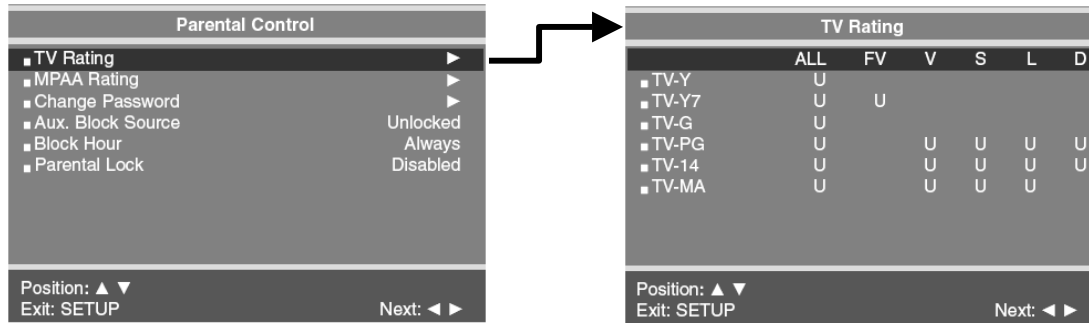 Parental Control
TV Rating ►
MPAA Rating ►
Change Password ►
Aux. Block Source Unlocked
Block Hour Always
Parental Lock Disabled
Position: ▲ ▼
Exit: SETUP Next: ◄ ►
TV Rating
ALL FV V S L D
TV-Y U
TV-Y7 U U
TV-G U
TV-PG U U U U U
TV-14 U U U U U
TV-MA U U U U
Position: ▲ ▼
Exit: SETUP Next: ◄ ►